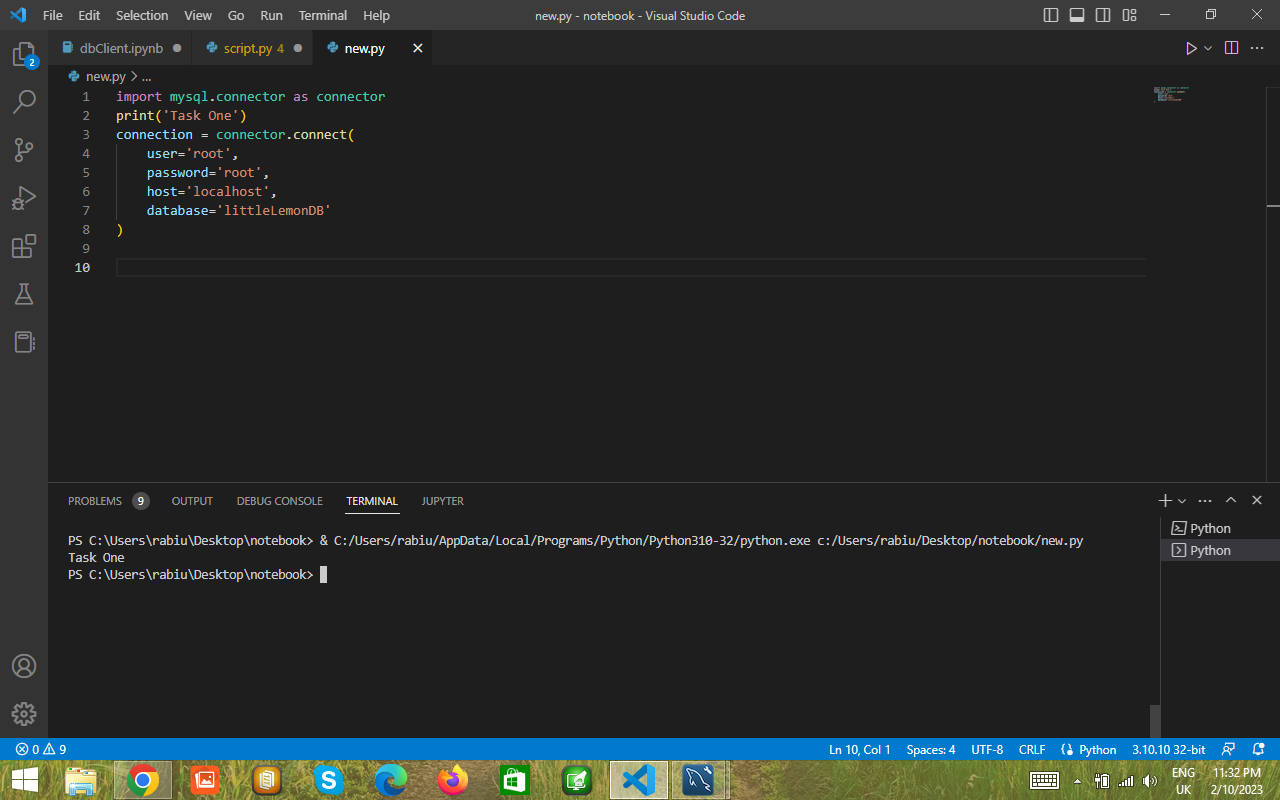 File Edit Selection View Go Run Terminal Help new.py - notebook - Visual Studio Code
dbClient.ipynb script.py 4 new.py
new.py > ...
1 import mysql.connector as connector
2 print('Task One')
3 connection = connector.connect(
4 user='root',
5 password='root',
6 host='localhost',
7 database='littleLemonDB'
8 )
9
10
PROBLEMS 9 OUTPUT DEBUG CONSOLE TERMINAL JUPYTER
PS C:\Users\rabiu\Desktop\notebook> & C:/Users/rabiu/AppData/Local/Programs/Python/Python310-32/python.exe c:/Users/rabiu/Desktop/notebook/new.py
Task One
PS C:\Users\rabiu\Desktop\notebook>
Python
Python
2
0 9 Ln 10, Col 1 Spaces: 4 UTF-8 CRLF Python 3.10.10 32-bit
ENG 11:32 PM
UK 2/10/2023